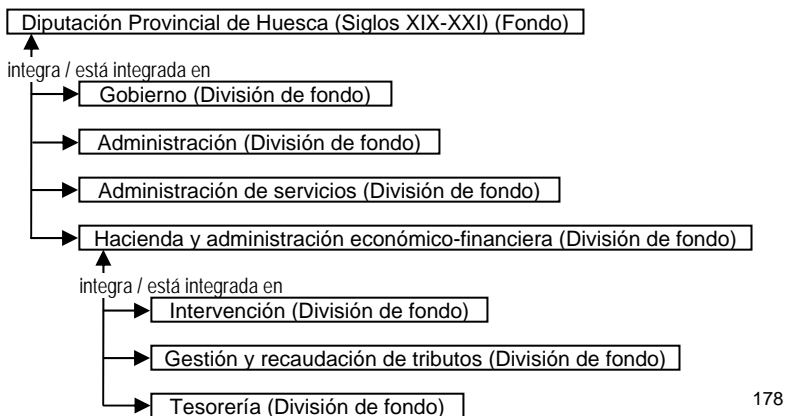 Diputación Provincial de Huesca (Siglos XIX-XXI) (Fondo)
integra / está integrada en
Gobierno (División de fondo)
Administración (División de fondo)
Administración de servicios (División de fondo)
Hacienda y administración económico-financiera (División de fondo)
integra / está integrada en
Intervención (División de fondo)
Gestión y recaudación de tributos (División de fondo)
Tesorería (División de fondo)
178